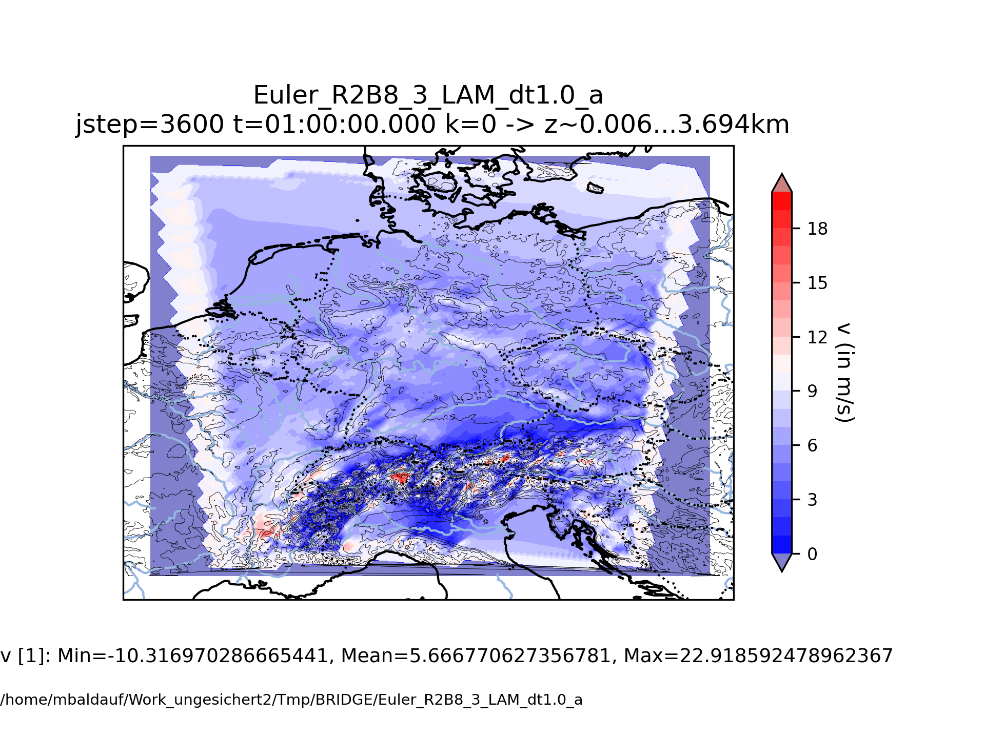 Euler_R2B8_3_LAM_dt1.0_a
jstep=3600 t=01:00:00.000 k=0 -> z~0.006...3.694km
18
15
12
9
6
3
0
v (in m/s)
v [1]: Min=-10.316970286665441, Mean=5.666770627356781, Max=22.918592478962367
/home/mbaldauf/Work_ungesichert2/Tmp/BRIDGE/Euler_R2B8_3_LAM_dt1.0_a